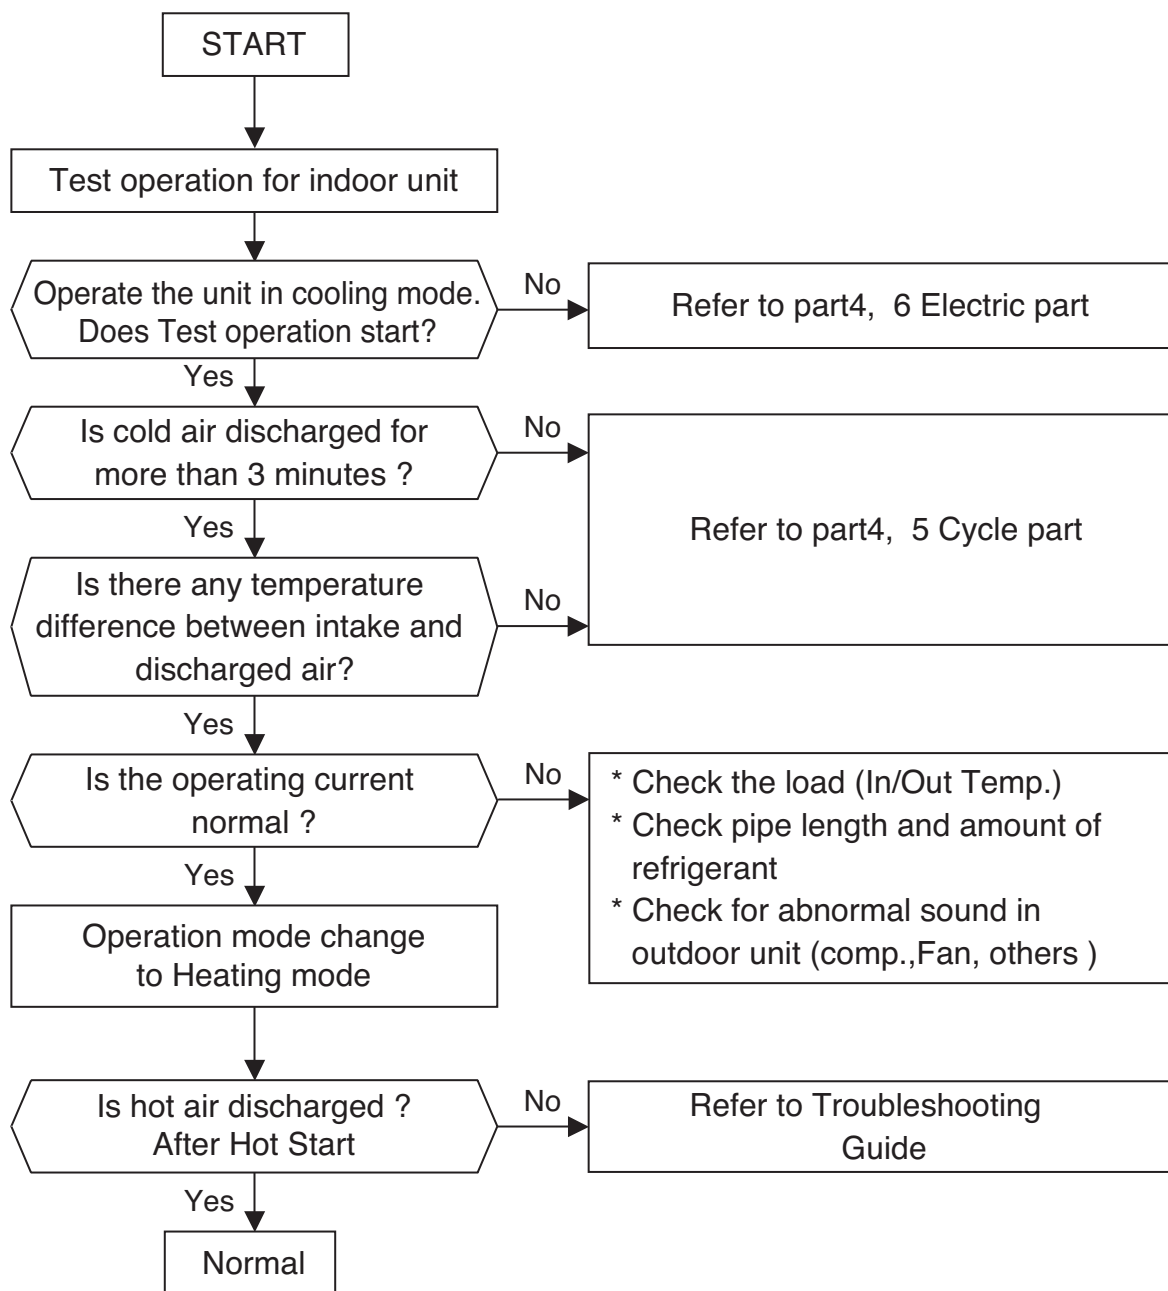 START
Test operation for indoor unit
Operate the unit in cooling mode.
Does Test operation start?
No
Refer to part4, 6 Electric part
Yes
Is cold air discharged for
more than 3 minutes ?
No
Refer to part4, 5 Cycle part
Yes
Is there any temperature
difference between intake and
discharged air?
No
Yes
Is the operating current
normal ?
No
* Check the load (In/Out Temp.)
* Check pipe length and amount of
refrigerant
* Check for abnormal sound in
outdoor unit (comp.,Fan, others )
Yes
Operation mode change
to Heating mode
Is hot air discharged ?
After Hot Start
No
Refer to Troubleshooting
Guide
Yes
Normal